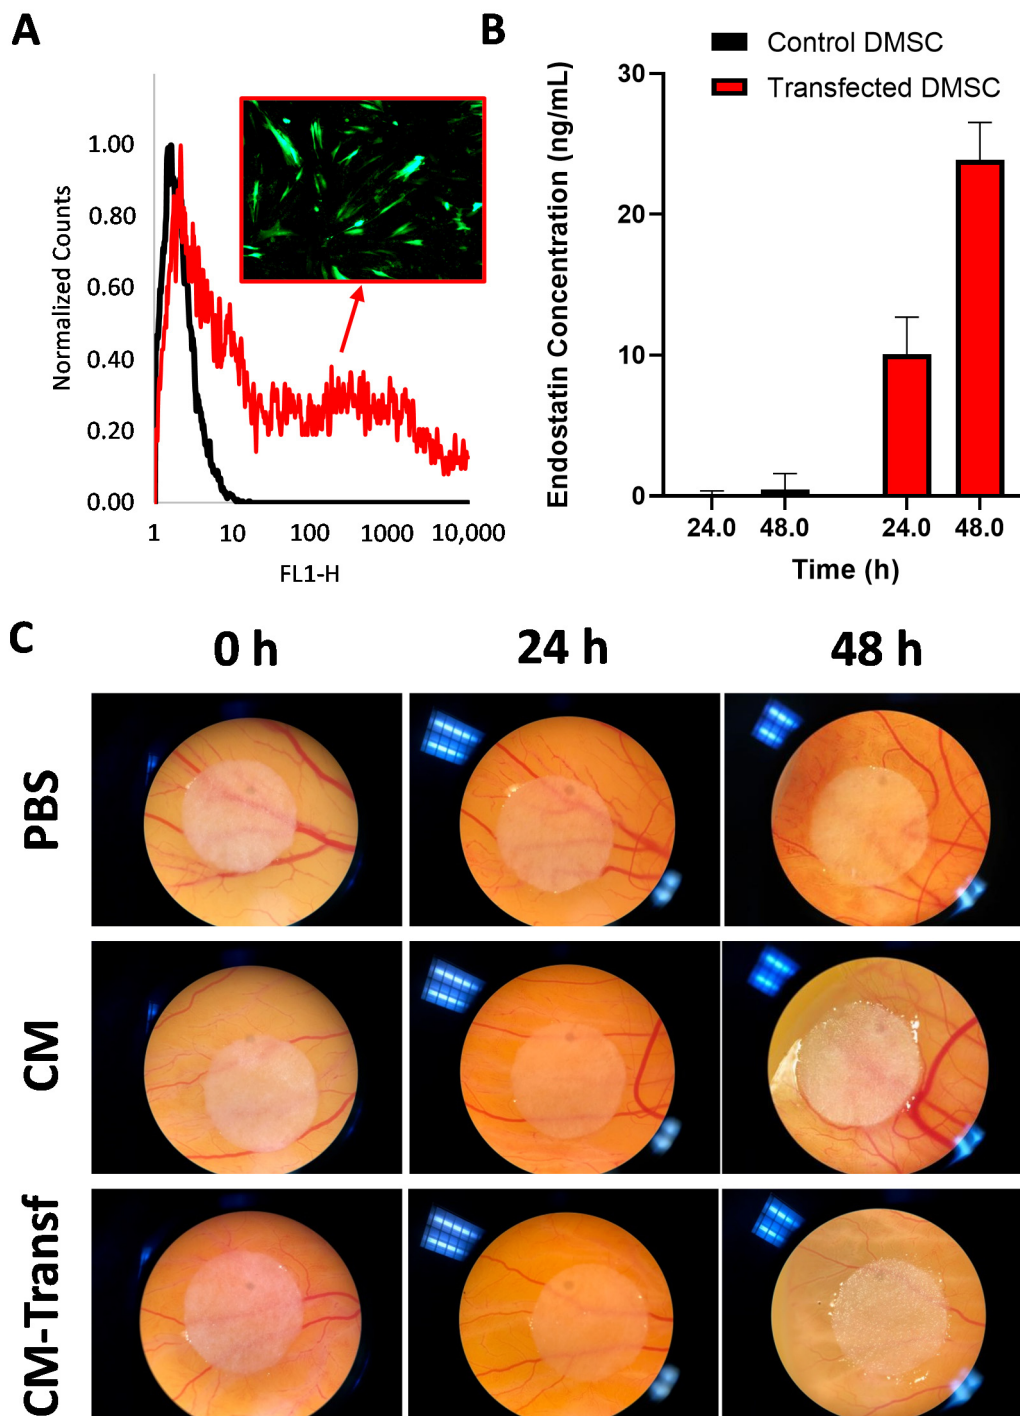 A
1.00
0.80
0.60
0.40
0.20
0.00
Normalized Counts
1 10 100 1000 10,000
FL1-H
B
Control DMSC
Transfected DMSC
30
20
10
0
Endostatin Concentration (ng/mL)
24.0 48.0 24.0 48.0
Time (h)
C
0 h 24 h 48 h
PBS
CM
CM-Transf